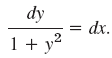 dy / (1 + y²) = dx.